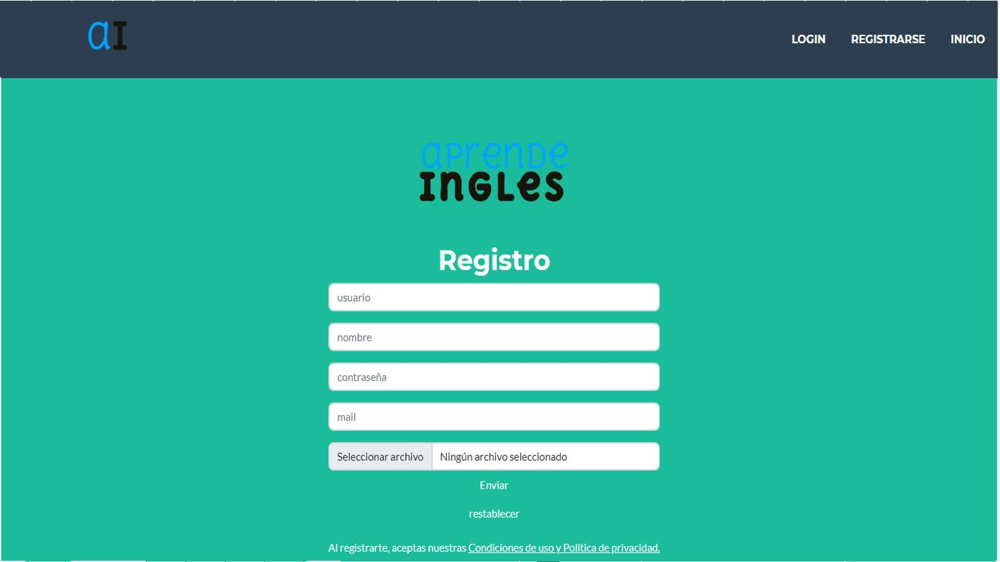 aI
LOGIN REGISTRARSE INICIO
aprende
INGLES
Registro
usuario
nombre
contraseña
mail
Seleccionar archivo Ningún archivo seleccionado
Enviar
restablecer
Al registrarte, aceptas nuestras Condiciones de uso y Política de privacidad.